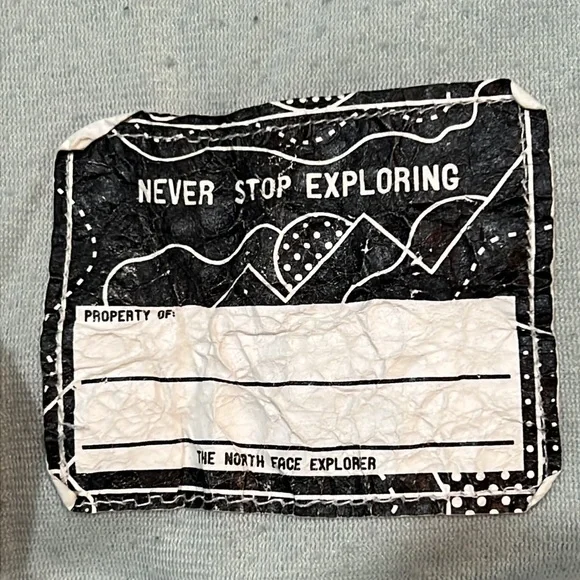 NEVER STOP EXPLORING
PROPERTY OF:
THE NORTH FACE EXPLORER